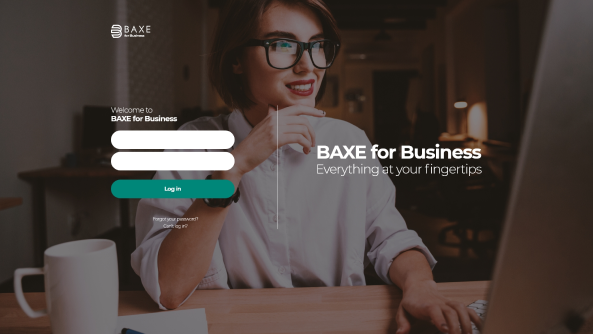 BAXE
for Business
Welcome to
BAXE for Business
Log in
Forgot your password?
Can't log in?
BAXE for Business
Everything at your fingertips